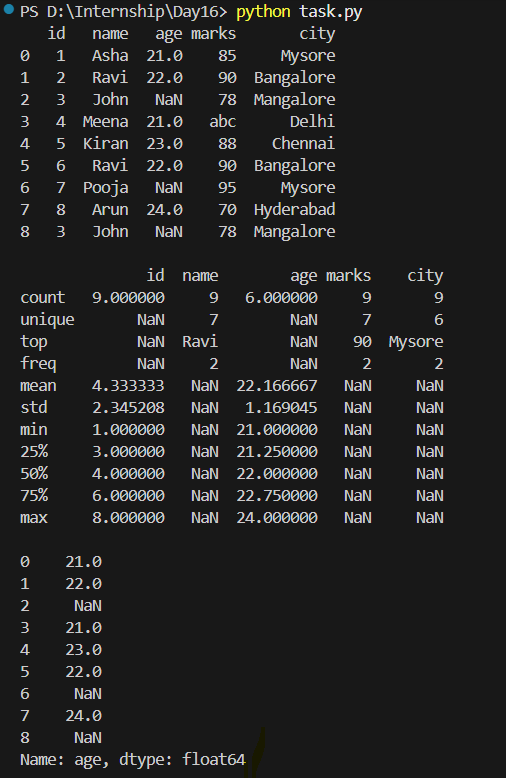 PS D:\Internship\Day16> python task.py
   id   name   age marks       city
0   1   Asha  21.0    85     Mysore
1   2   Ravi  22.0    90  Bangalore
2   3   John   NaN    78  Mangalore
3   4  Meena  21.0   abc      Delhi
4   5  Kiran  23.0    88    Chennai
5   6   Ravi  22.0    90  Bangalore
6   7  Pooja   NaN    95     Mysore
7   8   Arun  24.0    70  Hyderabad
8   3   John   NaN    78  Mangalore

              id  name        age marks    city
count   9.000000     9   6.000000     9       9
unique       NaN     7        NaN     7       6
top          NaN  Ravi        NaN    90  Mysore
freq         NaN     2        NaN     2       2
mean    4.333333   NaN  22.166667   NaN     NaN
std     2.345208   NaN   1.169045   NaN     NaN
min     1.000000   NaN  21.000000   NaN     NaN
25%     3.000000   NaN  21.250000   NaN     NaN
50%     4.000000   NaN  22.000000   NaN     NaN
75%     6.000000   NaN  22.750000   NaN     NaN
max     8.000000   NaN  24.000000   NaN     NaN

0    21.0
1    22.0
2     NaN
3    21.0
4    23.0
5    22.0
6     NaN
7    24.0
8     NaN
Name: age, dtype: float64